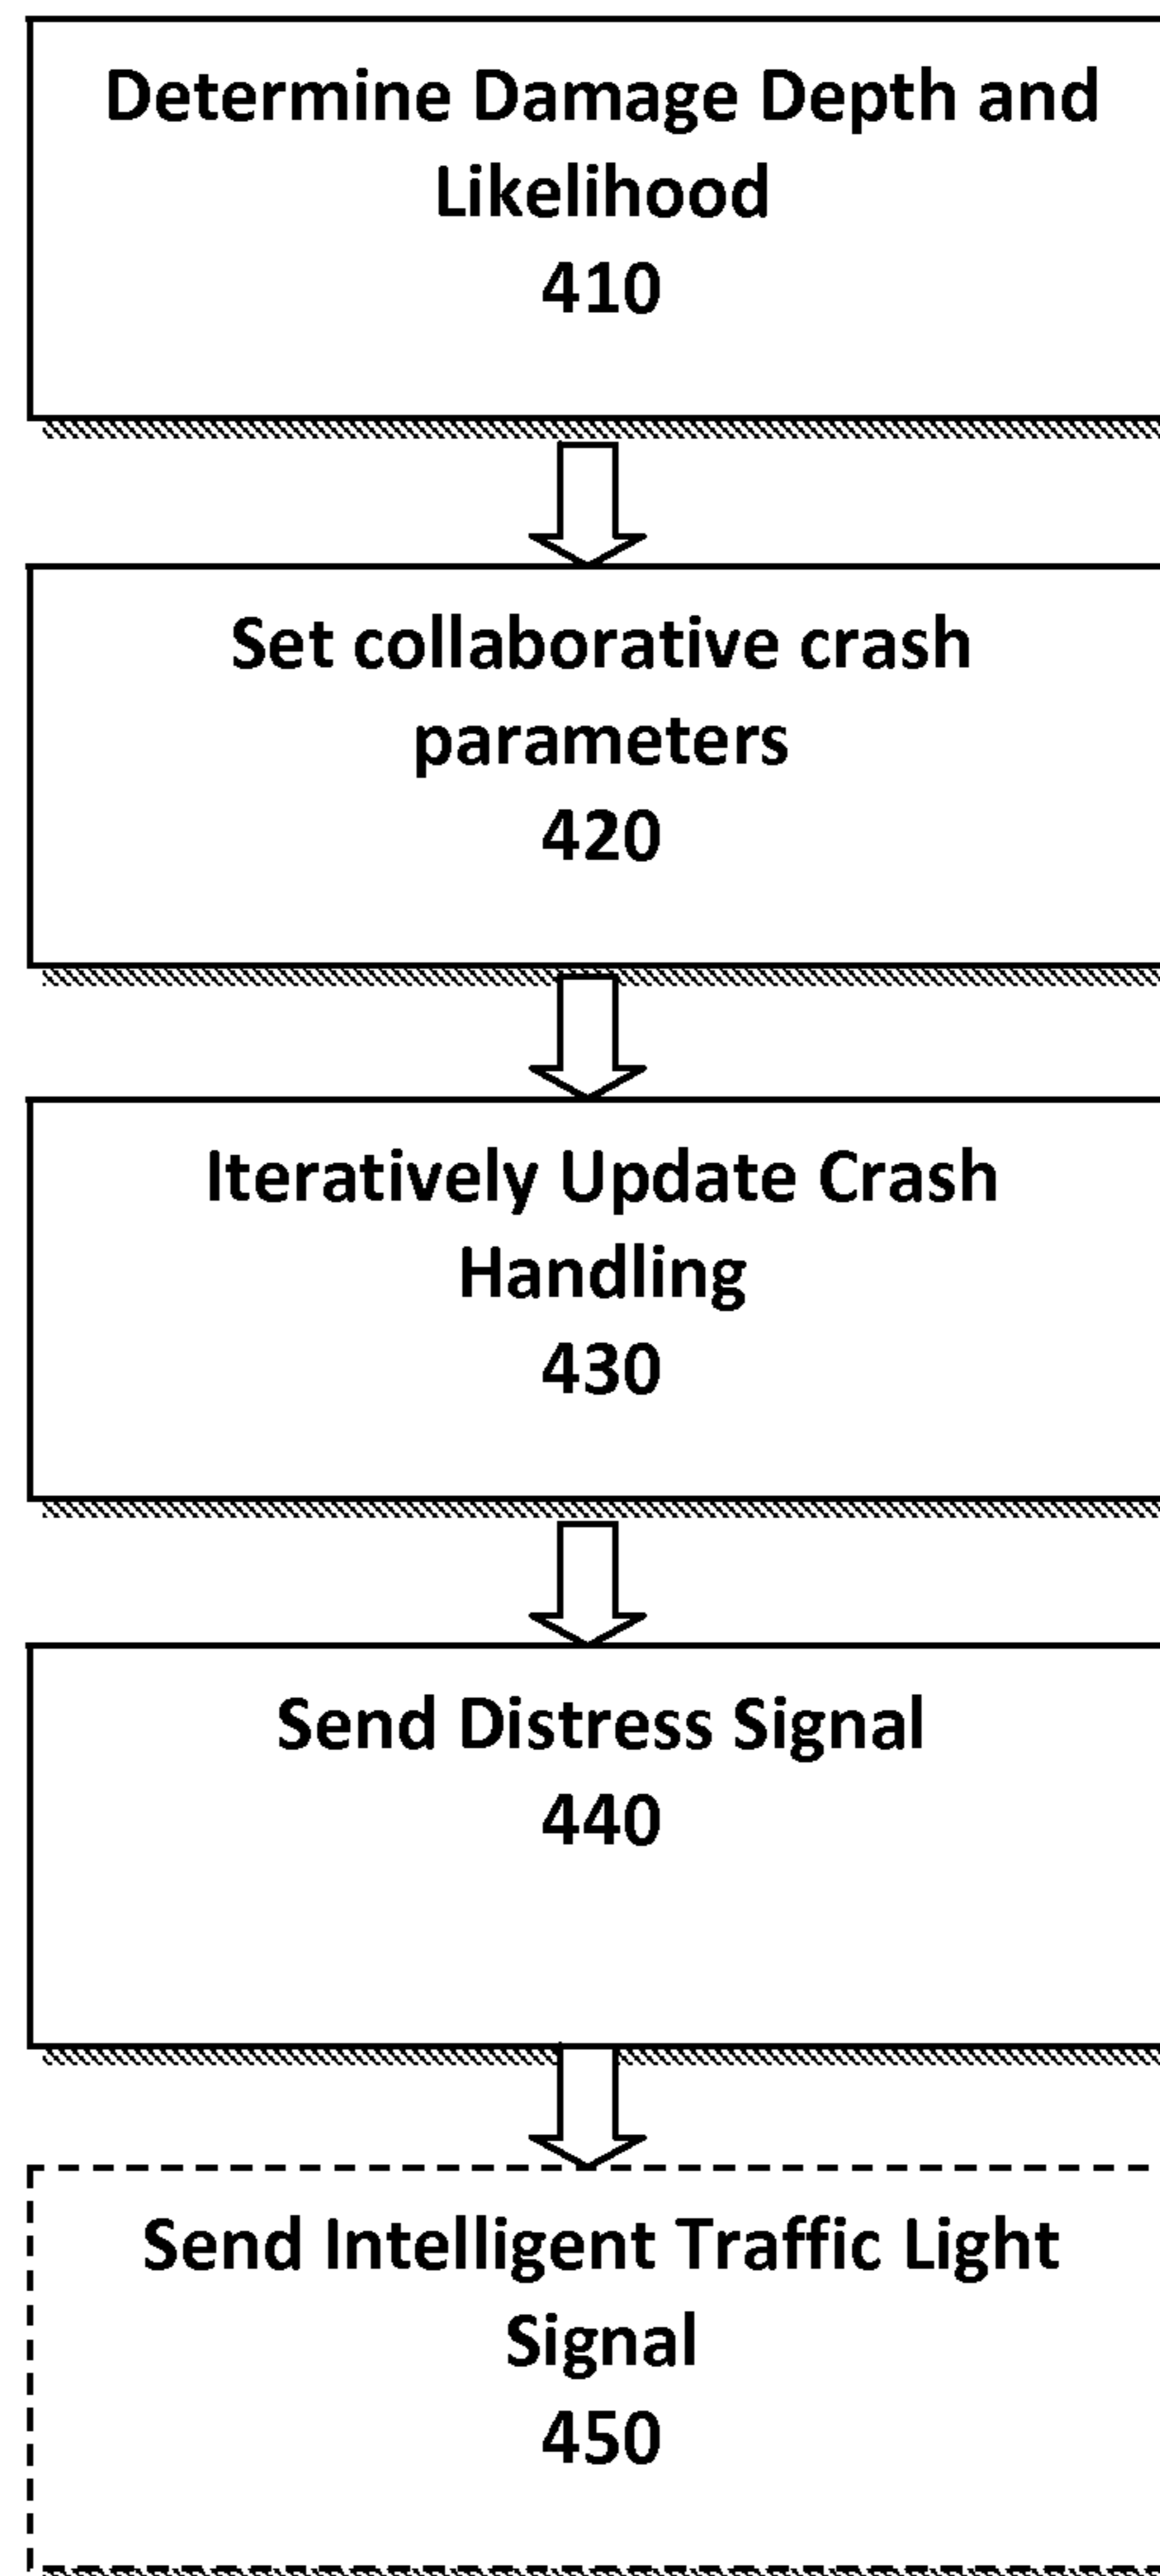 Determine Damage Depth and
Likelihood
410
Set collaborative crash
parameters
420
Iteratively Update Crash
Handling
430
Send Distress Signal
440
Send Intelligent Traffic Light
Signal
450